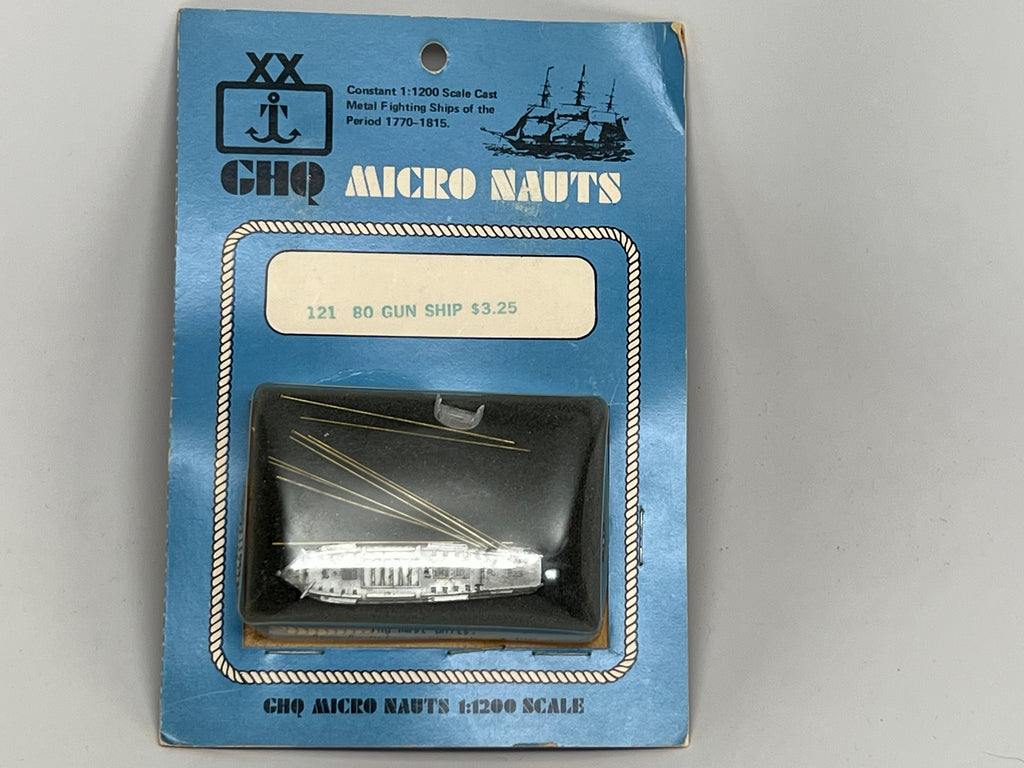 XX
Constant 1:1200 Scale Cast
Metal Fighting Ships of the
Period 1770-1815.
GHQ MICRO NAUTS
121 80 GUN SHIP $3.25
GHQ MICRO NAUTS 1:1200 SCALE